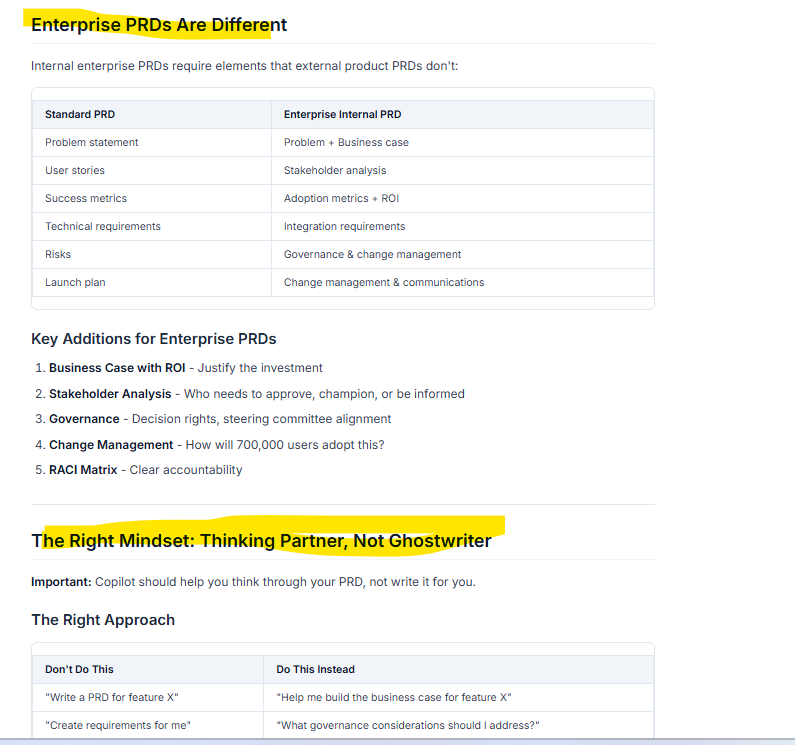 Enterprise PRDs Are Different
Internal enterprise PRDs require elements that external product PRDs don't:
Standard PRD Enterprise Internal PRD
Problem statement Problem + Business case
User stories Stakeholder analysis
Success metrics Adoption metrics + ROI
Technical requirements Integration requirements
Risks Governance & change management
Launch plan Change management & communications
Key Additions for Enterprise PRDs
1. Business Case with ROI - Justify the investment
2. Stakeholder Analysis - Who needs to approve, champion, or be informed
3. Governance - Decision rights, steering committee alignment
4. Change Management - How will 700,000 users adopt this?
5. RACI Matrix - Clear accountability
The Right Mindset: Thinking Partner, Not Ghostwriter
Important: Copilot should help you think through your PRD, not write it for you.
The Right Approach
Don't Do This Do This Instead
"Write a PRD for feature X" "Help me build the business case for feature X"
"Create requirements for me" "What governance considerations should I address?"